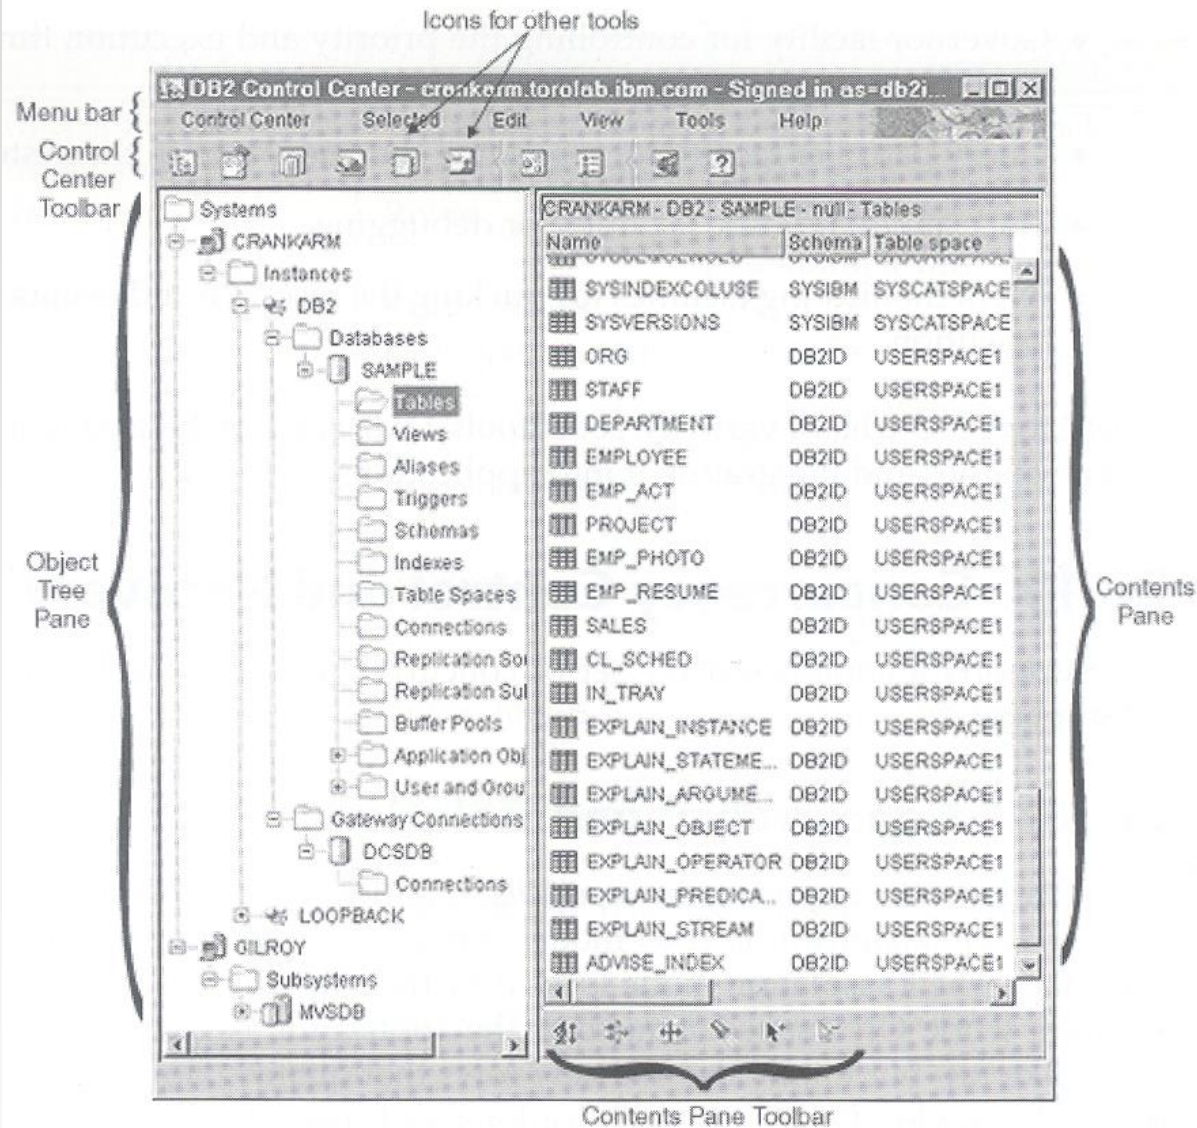 Icons for other tools
Menu bar
Control
Center
Toolbar
Object
Tree
Pane
DB2 Control Center - crankarm.torolab.ibm.com - Signed in as=db2i...
Control Center Selected Edit View Tools Help
Systems
CRANKARM
Instances
DB2
Databases
SAMPLE
Tables
Views
Aliases
Triggers
Schemas
Indexes
Table Spaces
Connections
Replication Sou
Replication Sul
Buffer Pools
Application Obj
User and Grou
Gateway Connections
DCSDB
Connections
LOOPBACK
GILROY
Subsystems
MVSDB
CRANKARM - DB2 - SAMPLE - null - Tables
Name Schema Table space
SYSINDEXCOLUSE SYSIBM SYSCATSPACE
SYSVERSIONS SYSIBM SYSCATSPACE
ORG DB2ID USERSPACE1
STAFF DB2ID USERSPACE1
DEPARTMENT DB2ID USERSPACE1
EMPLOYEE DB2ID USERSPACE1
EMP_ACT DB2ID USERSPACE1
PROJECT DB2ID USERSPACE1
EMP_PHOTO DB2ID USERSPACE1
EMP_RESUME DB2ID USERSPACE1
SALES DB2ID USERSPACE1
CL_SCHED DB2ID USERSPACE1
IN_TRAY DB2ID USERSPACE1
EXPLAIN_INSTANCE DB2ID USERSPACE1
EXPLAIN_STATEME... DB2ID USERSPACE1
EXPLAIN_ARGUME... DB2ID USERSPACE1
EXPLAIN_OBJECT DB2ID USERSPACE1
EXPLAIN_OPERATOR DB2ID USERSPACE1
EXPLAIN_PREDICA... DB2ID USERSPACE1
EXPLAIN_STREAM DB2ID USERSPACE1
ADVISE_INDEX DB2ID USERSPACE1
Contents
Pane
Contents Pane Toolbar